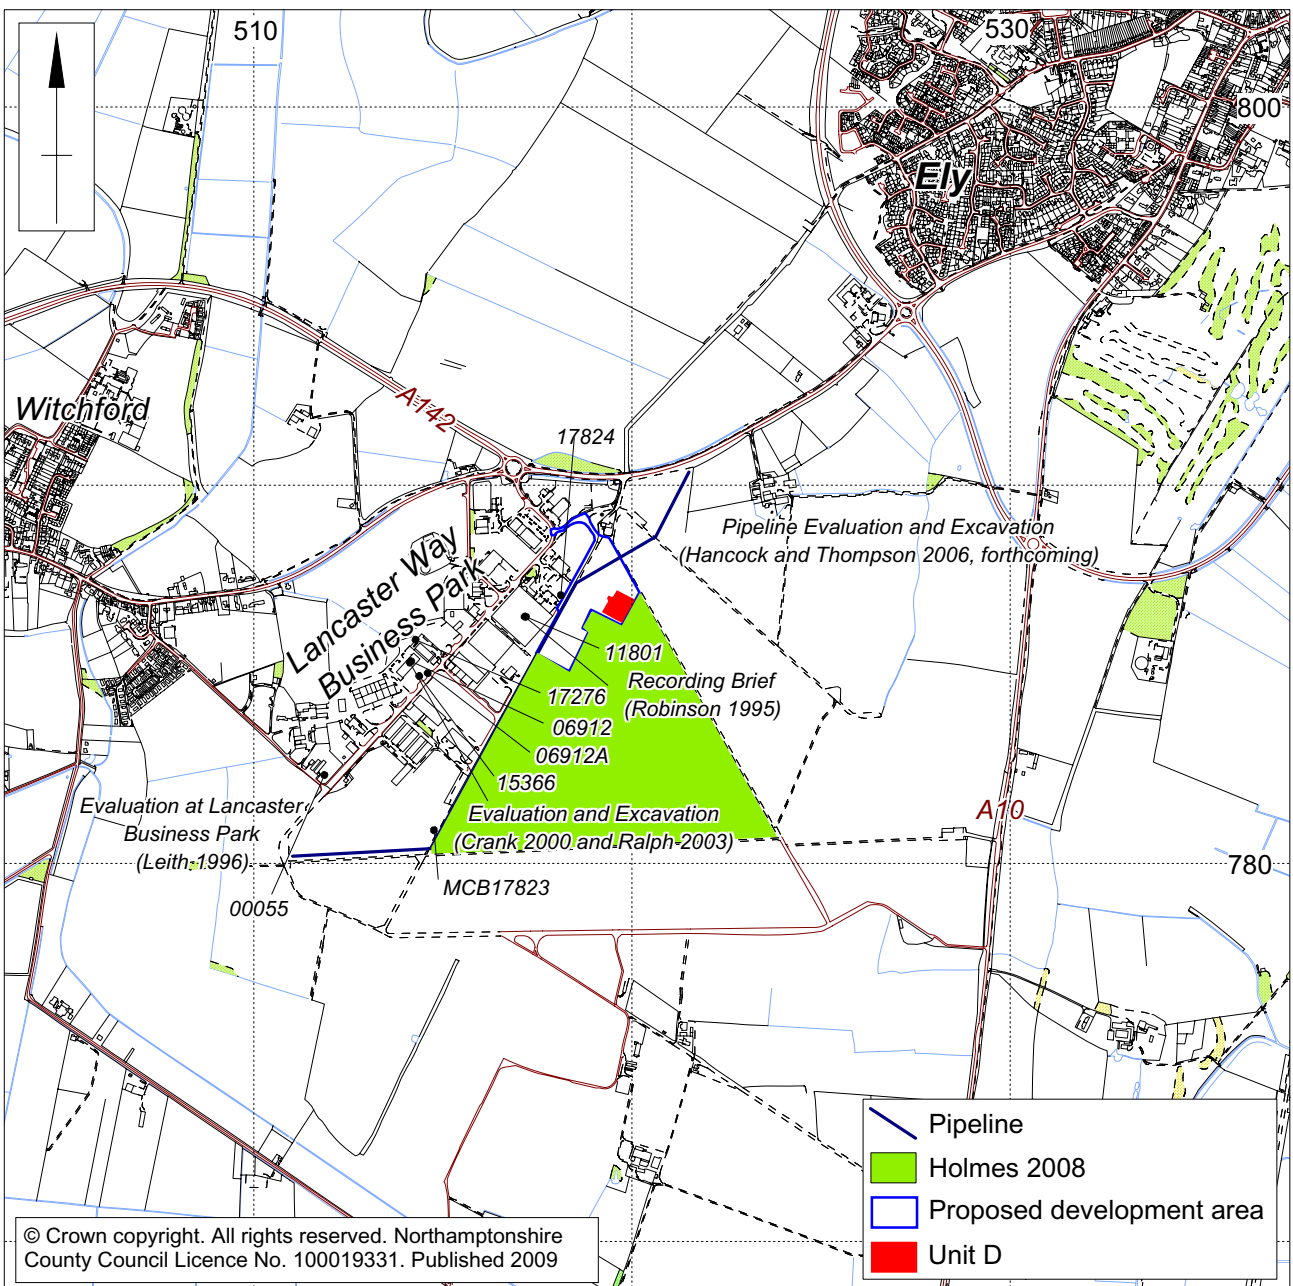 510
530
800
Ely
Witchford
A142
17824
Pipeline Evaluation and Excavation
(Hancock and Thompson 2006, forthcoming)
Lancaster Way
Business Park
11801
Recording Brief
(Robinson 1995)
17276
06912
06912A
15366
Evaluation at Lancaster
Business Park
(Leith 1996)
Evaluation and Excavation
(Crank 2000 and Ralph 2003)
A10
780
MCB17823
00055
Pipeline
Holmes 2008
Proposed development area
Unit D
© Crown copyright. All rights reserved. Northamptonshire
County Council Licence No. 100019331. Published 2009